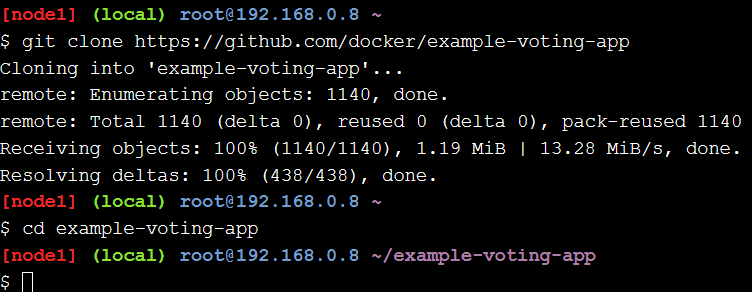 [node1] (local) root@192.168.0.8 ~
$ git clone https://github.com/docker/example-voting-app
Cloning into 'example-voting-app'...
remote: Enumerating objects: 1140, done.
remote: Total 1140 (delta 0), reused 0 (delta 0), pack-reused 1140
Receiving objects: 100% (1140/1140), 1.19 MiB | 13.28 MiB/s, done.
Resolving deltas: 100% (438/438), done.
[node1] (local) root@192.168.0.8 ~
$ cd example-voting-app
[node1] (local) root@192.168.0.8 ~/example-voting-app
$